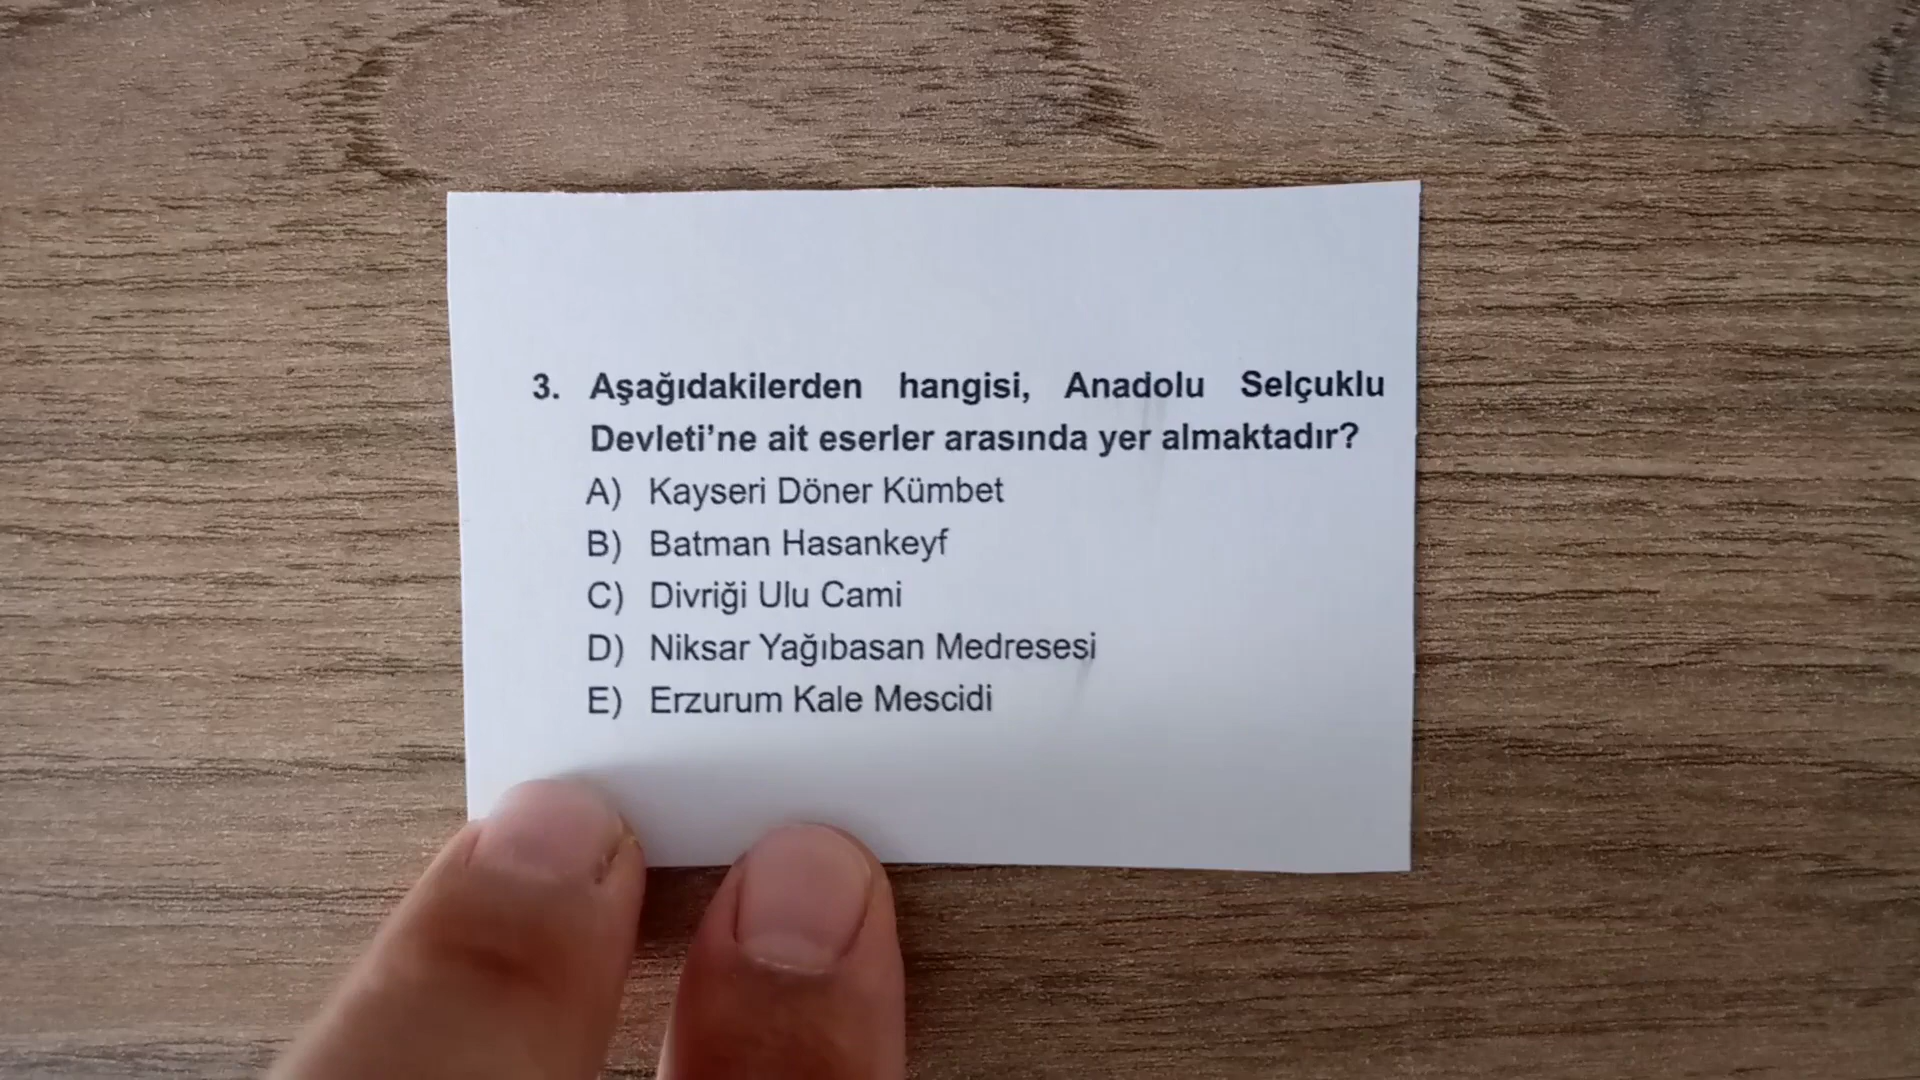 3. Aşağıdakilerden hangisi, Anadolu Selçuklu
Devleti’ne ait eserler arasında yer almaktadır?
A) Kayseri Döner Kümbet
B) Batman Hasankeyf
C) Divriği Ulu Cami
D) Niksar Yağıbasan Medresesi
E) Erzurum Kale Mescidi